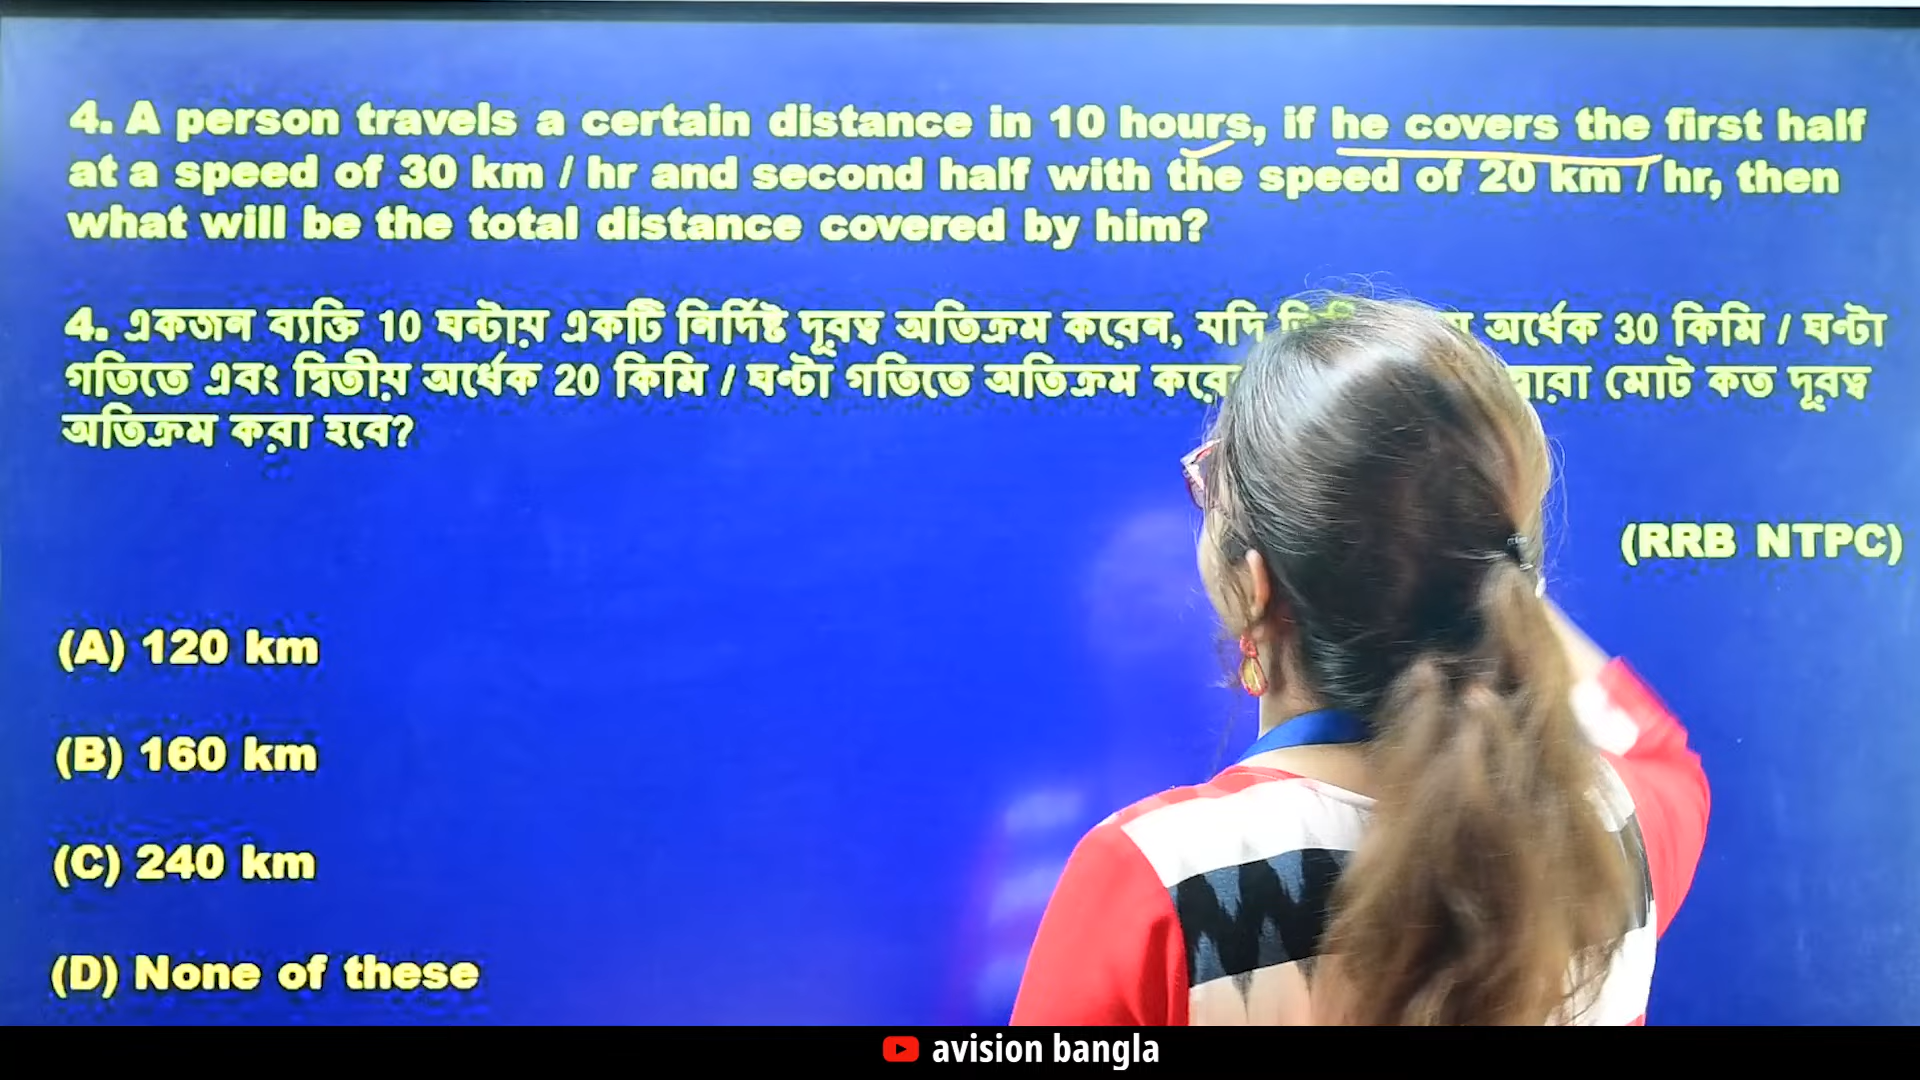 4. A person travels a certain distance in 10 hours, if he covers the first half
at a speed of 30 km / hr and second half with the speed of 20 km / hr, then
what will be the total distance covered by him?
4. একজন ব্যক্তি 10 ঘন্টায় একটি নির্দিষ্ট দূরত্ব অতিক্রম করেন, যদি অর্ধেক 30 কিমি / ঘণ্টা
গতিতে এবং দ্বিতীয় অর্ধেক 20 কিমি / ঘণ্টা গতিতে অতিক্রম মোট কত দূরত্ব
অতিক্রম করা হবে?
(RRB NTPC)
(A) 120 km
(B) 160 km
(C) 240 km
(D) None of these
avision bangla